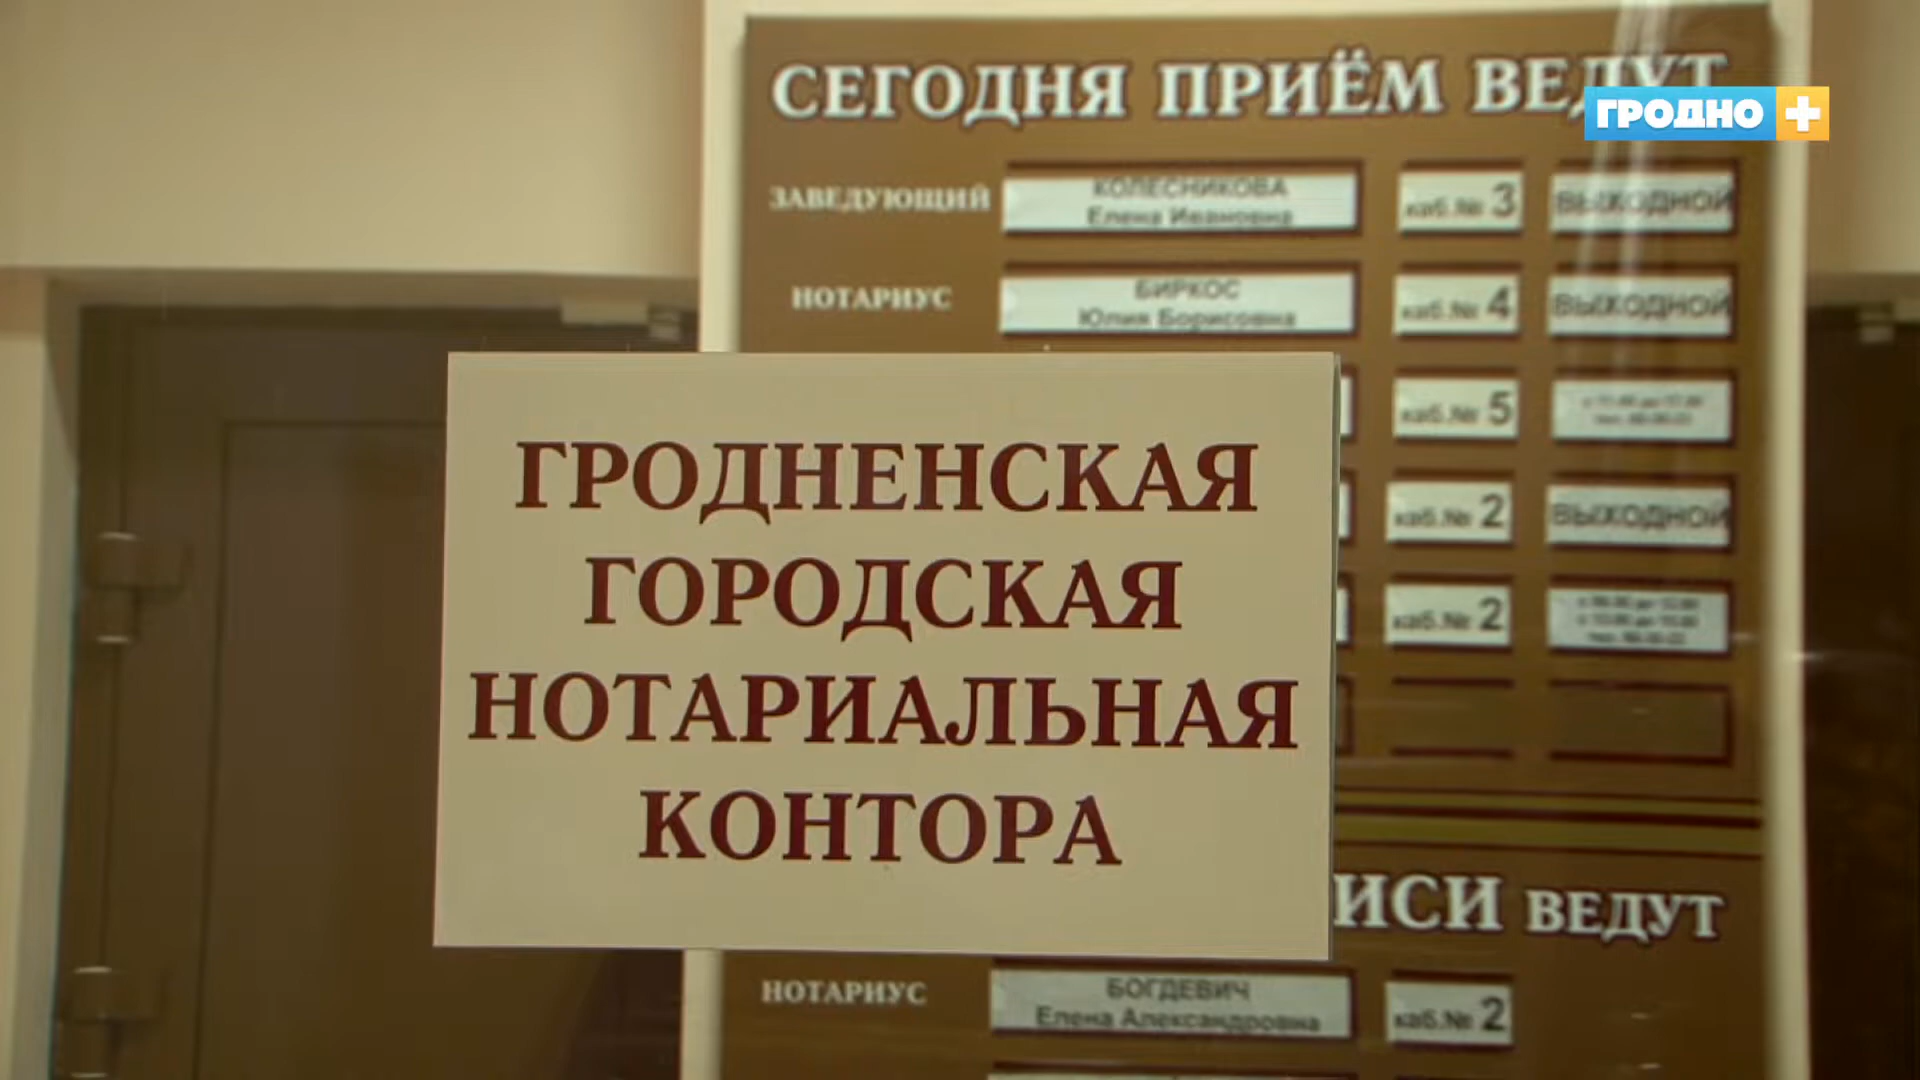 СЕГОДНЯ ПРИЁМ ВЕДУТ
ГРОДНО +
ЗАВЕДУЮЩИЙ
КОЛЕСНИКОВА
Елена Ивановна
каб.№ 3
ВЫХОДНОЙ
НОТАРИУС
БИРКОС
Юлия Борисовна
каб.№ 4
ВЫХОДНОЙ
каб.№ 5
каб.№ 2
ВЫХОДНОЙ
каб.№ 2
ГРОДНЕНСКАЯ
ГОРОДСКАЯ
НОТАРИАЛЬНАЯ
КОНТОРА
ИСИ ВЕДУТ
НОТАРИУС
БОГДЕВИЧ
Елена Александровна
каб.№ 2